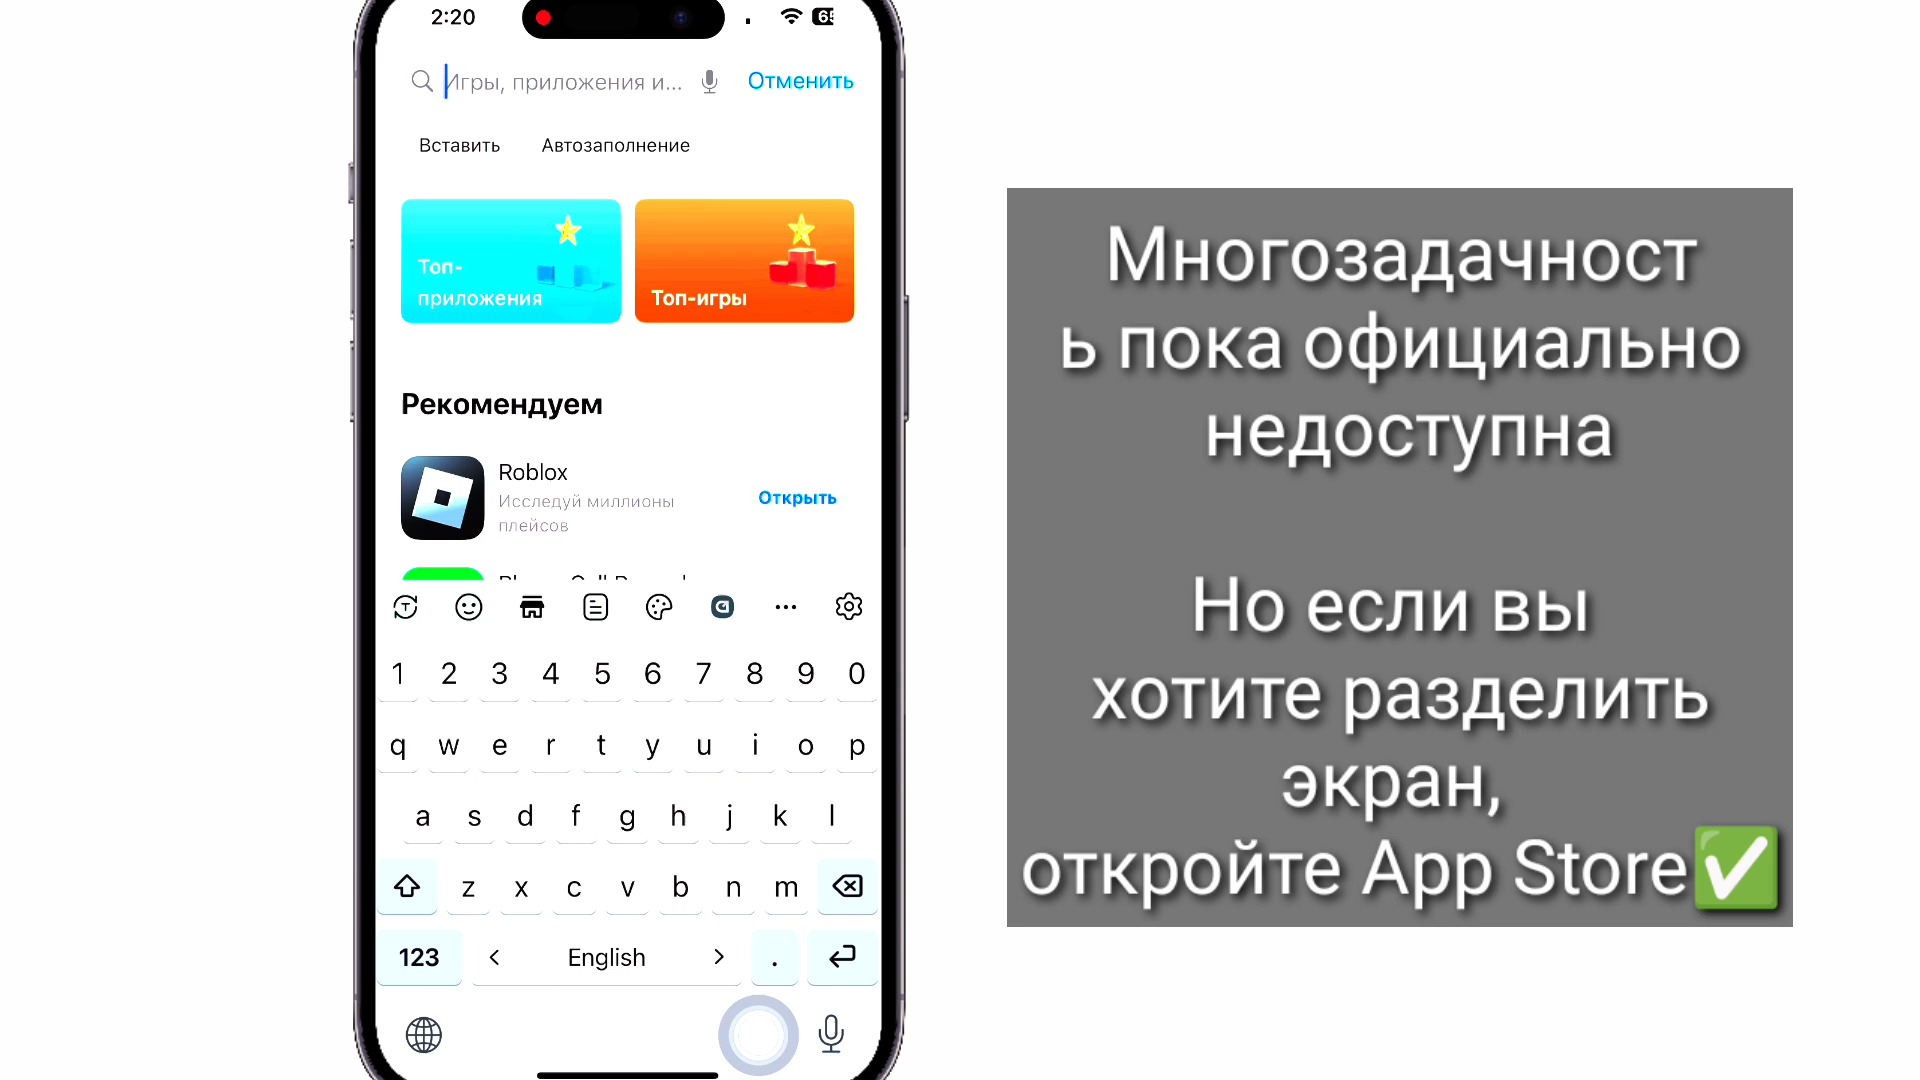 2:20
Игры, приложения и...
Отменить
Вставить
Автозаполнение
Топ-
приложения
Топ-игры
Рекомендуем
Roblox
Исследуй миллионы
плейсов
Открыть
1 2 3 4 5 6 7 8 9 0
q w e r t y u i o p
a s d f g h j k l
z x c v b n m
123
English
.
Многозадачност
ь пока официально
недоступна
Но если вы
хотите разделить
экран,
откройте App Store✅